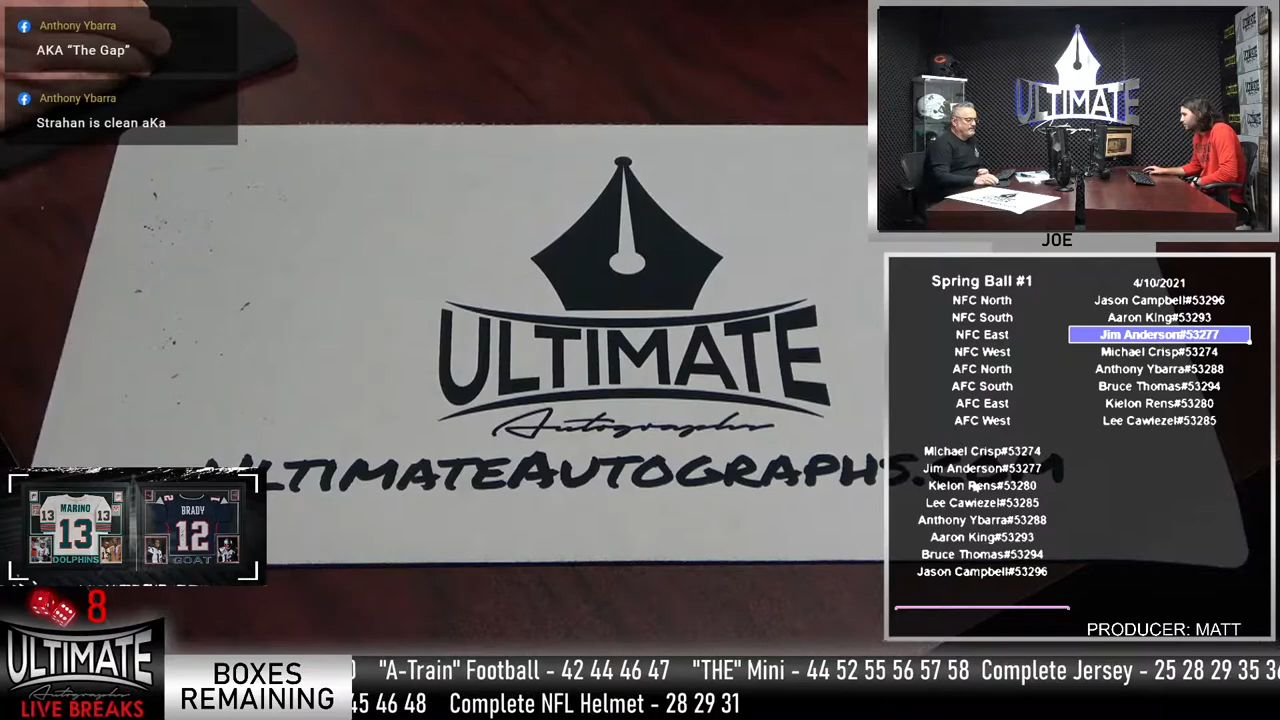 Anthony Ybarra
AKA “The Gap”
Anthony Ybarra
Strahan is clean aKa
ULTIMATE
Autographs
ULTIMATEAUTOGRAPHS.
ULTIMATE
JOE
Spring Ball #1 4/10/2021
NFC North Jason Campbell#53296
NFC South Aaron King#53293
NFC East Jim Anderson#53277
NFC West Michael Crisp#53274
AFC North Anthony Ybarra#53288
AFC South Bruce Thomas#53294
AFC East Kielon Rens#53280
AFC West Lee Cawiezel#53285
Michael Crisp#53274
Jim Anderson#53277
Kielon Rens#53280
Lee Cawiezel#53285
Anthony Ybarra#53288
Aaron King#53293
Bruce Thomas#53294
Jason Campbell#53296
PRODUCER: MATT
MARINO
13 13 13
DOLPHINS
BRADY
12
GOAT
8
ULTIMATE
Autographs
LIVE BREAKS
BOXES
REMAINING
"A-Train" Football - 42 44 46 47 "THE" Mini - 44 52 55 56 57 58 Complete Jersey - 25 28 29 35
45 46 48 Complete NFL Helmet - 28 29 31